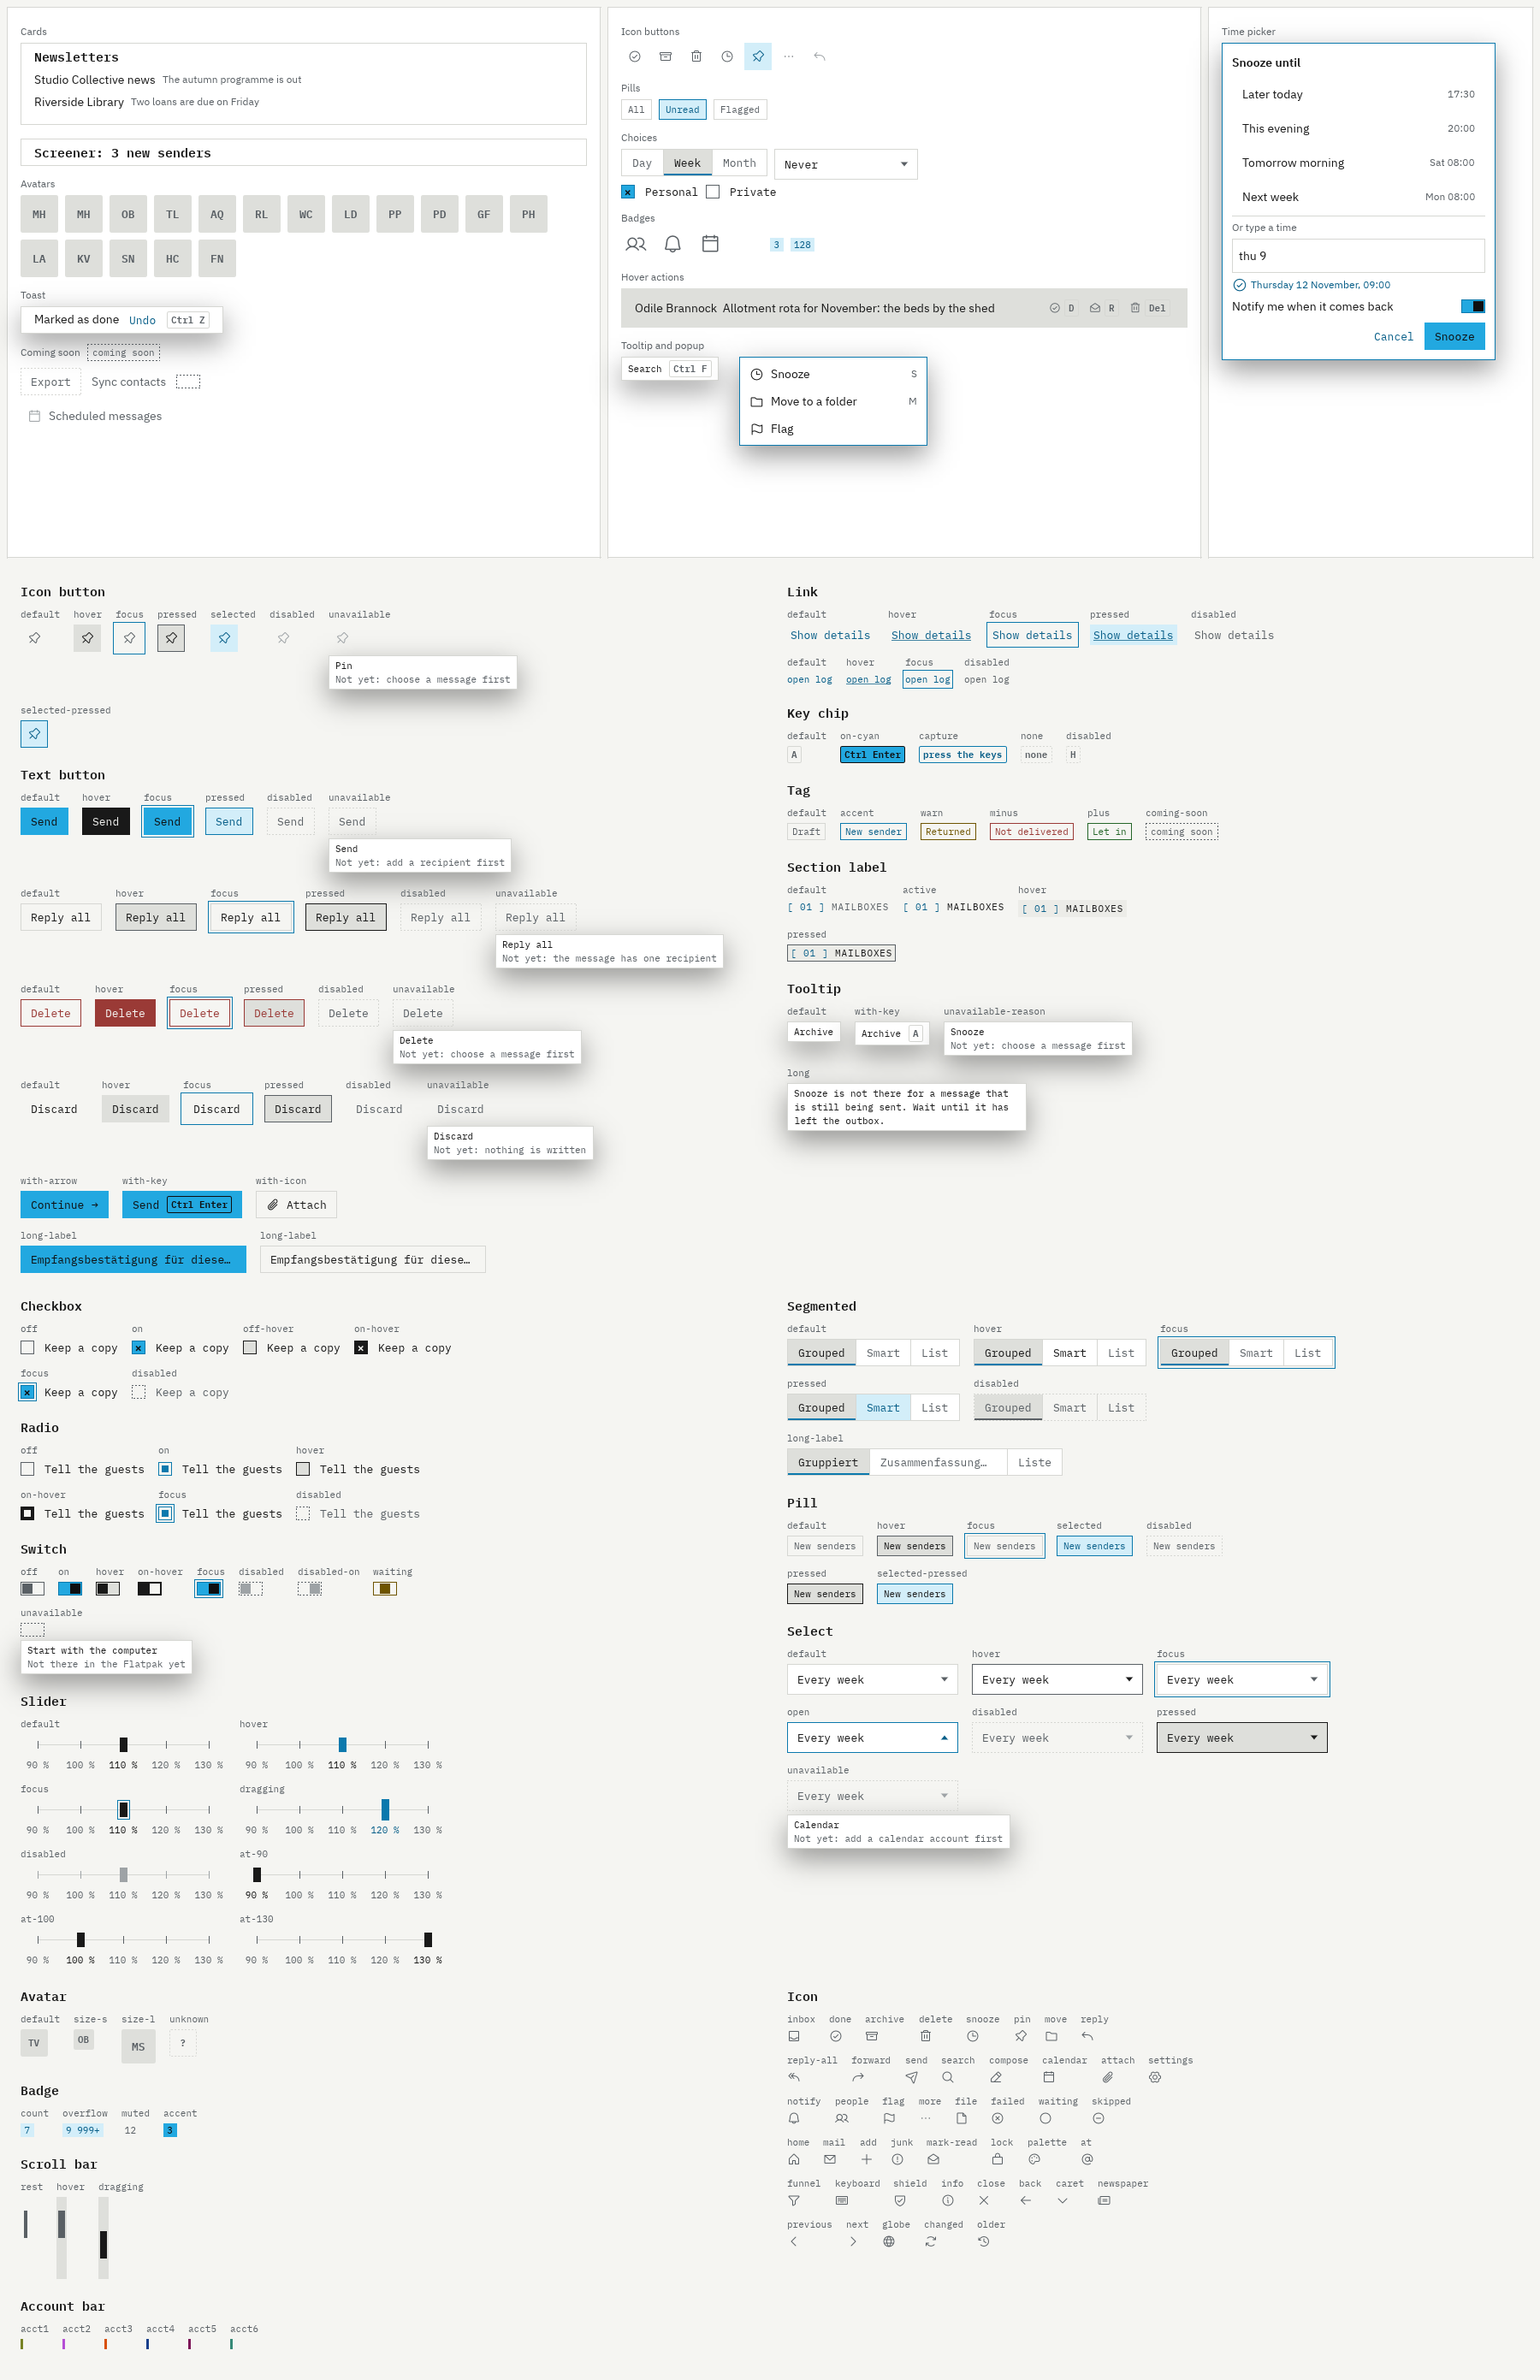 Cards
Newsletters
Studio Collective news The autumn programme is out
Riverside Library Two loans are due on Friday
Screener: 3 new senders
Avatars
MH MH OB TL AQ RL WC LD PP PD GF PH
LA KV SN HC FN
Toast
Marked as done Undo Ctrl Z
Coming soon coming soon
Export Sync contacts
Scheduled messages
Icon buttons
Pills
All Unread Flagged
Choices
Day Week Month Never
Personal Private
Badges
3 128
Hover actions
Odile Brannock Allotment rota for November: the beds by the shed D R Del
Tooltip and popup
Search Ctrl F
Snooze S
Move to a folder M
Flag
Time picker
Snooze until
Later today 17:30
This evening 20:00
Tomorrow morning Sat 08:00
Next week Mon 08:00
Or type a time
thu 9
Thursday 12 November, 09:00
Notify me when it comes back
Cancel Snooze
Icon button
default hover focus pressed selected disabled unavailable
Pin
Not yet: choose a message first
selected-pressed
Text button
default hover focus pressed disabled unavailable
Send Send Send Send Send Send
Send
Not yet: add a recipient first
default hover focus pressed disabled unavailable
Reply all Reply all Reply all Reply all Reply all Reply all
Reply all
Not yet: the message has one recipient
default hover focus pressed disabled unavailable
Delete Delete Delete Delete Delete Delete
Delete
Not yet: choose a message first
default hover focus pressed disabled unavailable
Discard Discard Discard Discard Discard Discard
Discard
Not yet: nothing is written
with-arrow with-key with-icon
Continue → Send Ctrl Enter Attach
long-label long-label
Empfangsbestätigung für diese… Empfangsbestätigung für diese…
Link
default hover focus pressed disabled
Show details Show details Show details Show details Show details
default hover focus disabled
open log open log open log open log
Key chip
default on-cyan capture none disabled
A Ctrl Enter press the keys none H
Tag
default accent warn minus plus coming-soon
Draft New sender Returned Not delivered Let in coming soon
Section label
default active hover
[ 01 ] MAILBOXES [ 01 ] MAILBOXES [ 01 ] MAILBOXES
pressed
[ 01 ] MAILBOXES
Tooltip
default with-key unavailable-reason
Archive Archive A Snooze
Not yet: choose a message first
long
Snooze is not there for a message that
is still being sent. Wait until it has
left the outbox.
Checkbox
off on off-hover on-hover
Keep a copy Keep a copy Keep a copy Keep a copy
focus disabled
Keep a copy Keep a copy
Radio
off on hover
Tell the guests Tell the guests Tell the guests
on-hover focus disabled
Tell the guests Tell the guests Tell the guests
Switch
off on hover on-hover focus disabled disabled-on waiting
unavailable
Start with the computer
Not there in the Flatpak yet
Slider
default hover
90 % 100 % 110 % 120 % 130 % 90 % 100 % 110 % 120 % 130 %
focus dragging
90 % 100 % 110 % 120 % 130 % 90 % 100 % 110 % 120 % 130 %
disabled at-90
90 % 100 % 110 % 120 % 130 % 90 % 100 % 110 % 120 % 130 %
at-100 at-130
90 % 100 % 110 % 120 % 130 % 90 % 100 % 110 % 120 % 130 %
Segmented
default hover focus
Grouped Smart List Grouped Smart List Grouped Smart List
pressed disabled
Grouped Smart List Grouped Smart List
long-label
Gruppiert Zusammenfassung… Liste
Pill
default hover focus selected disabled
New senders New senders New senders New senders New senders
pressed selected-pressed
New senders New senders
Select
default hover focus
Every week Every week Every week
open disabled pressed
Every week Every week Every week
unavailable
Every week
Calendar
Not yet: add a calendar account first
Avatar
default size-s size-l unknown
TV OB MS ?
Badge
count overflow muted accent
7 9 999+ 12 3
Scroll bar
rest hover dragging
Account bar
acct1 acct2 acct3 acct4 acct5 acct6
Icon
inbox done archive delete snooze pin move reply
reply-all forward send search compose calendar attach settings
notify people flag more file failed waiting skipped
home mail add junk mark-read lock palette at
funnel keyboard shield info close back caret newspaper
previous next globe changed older